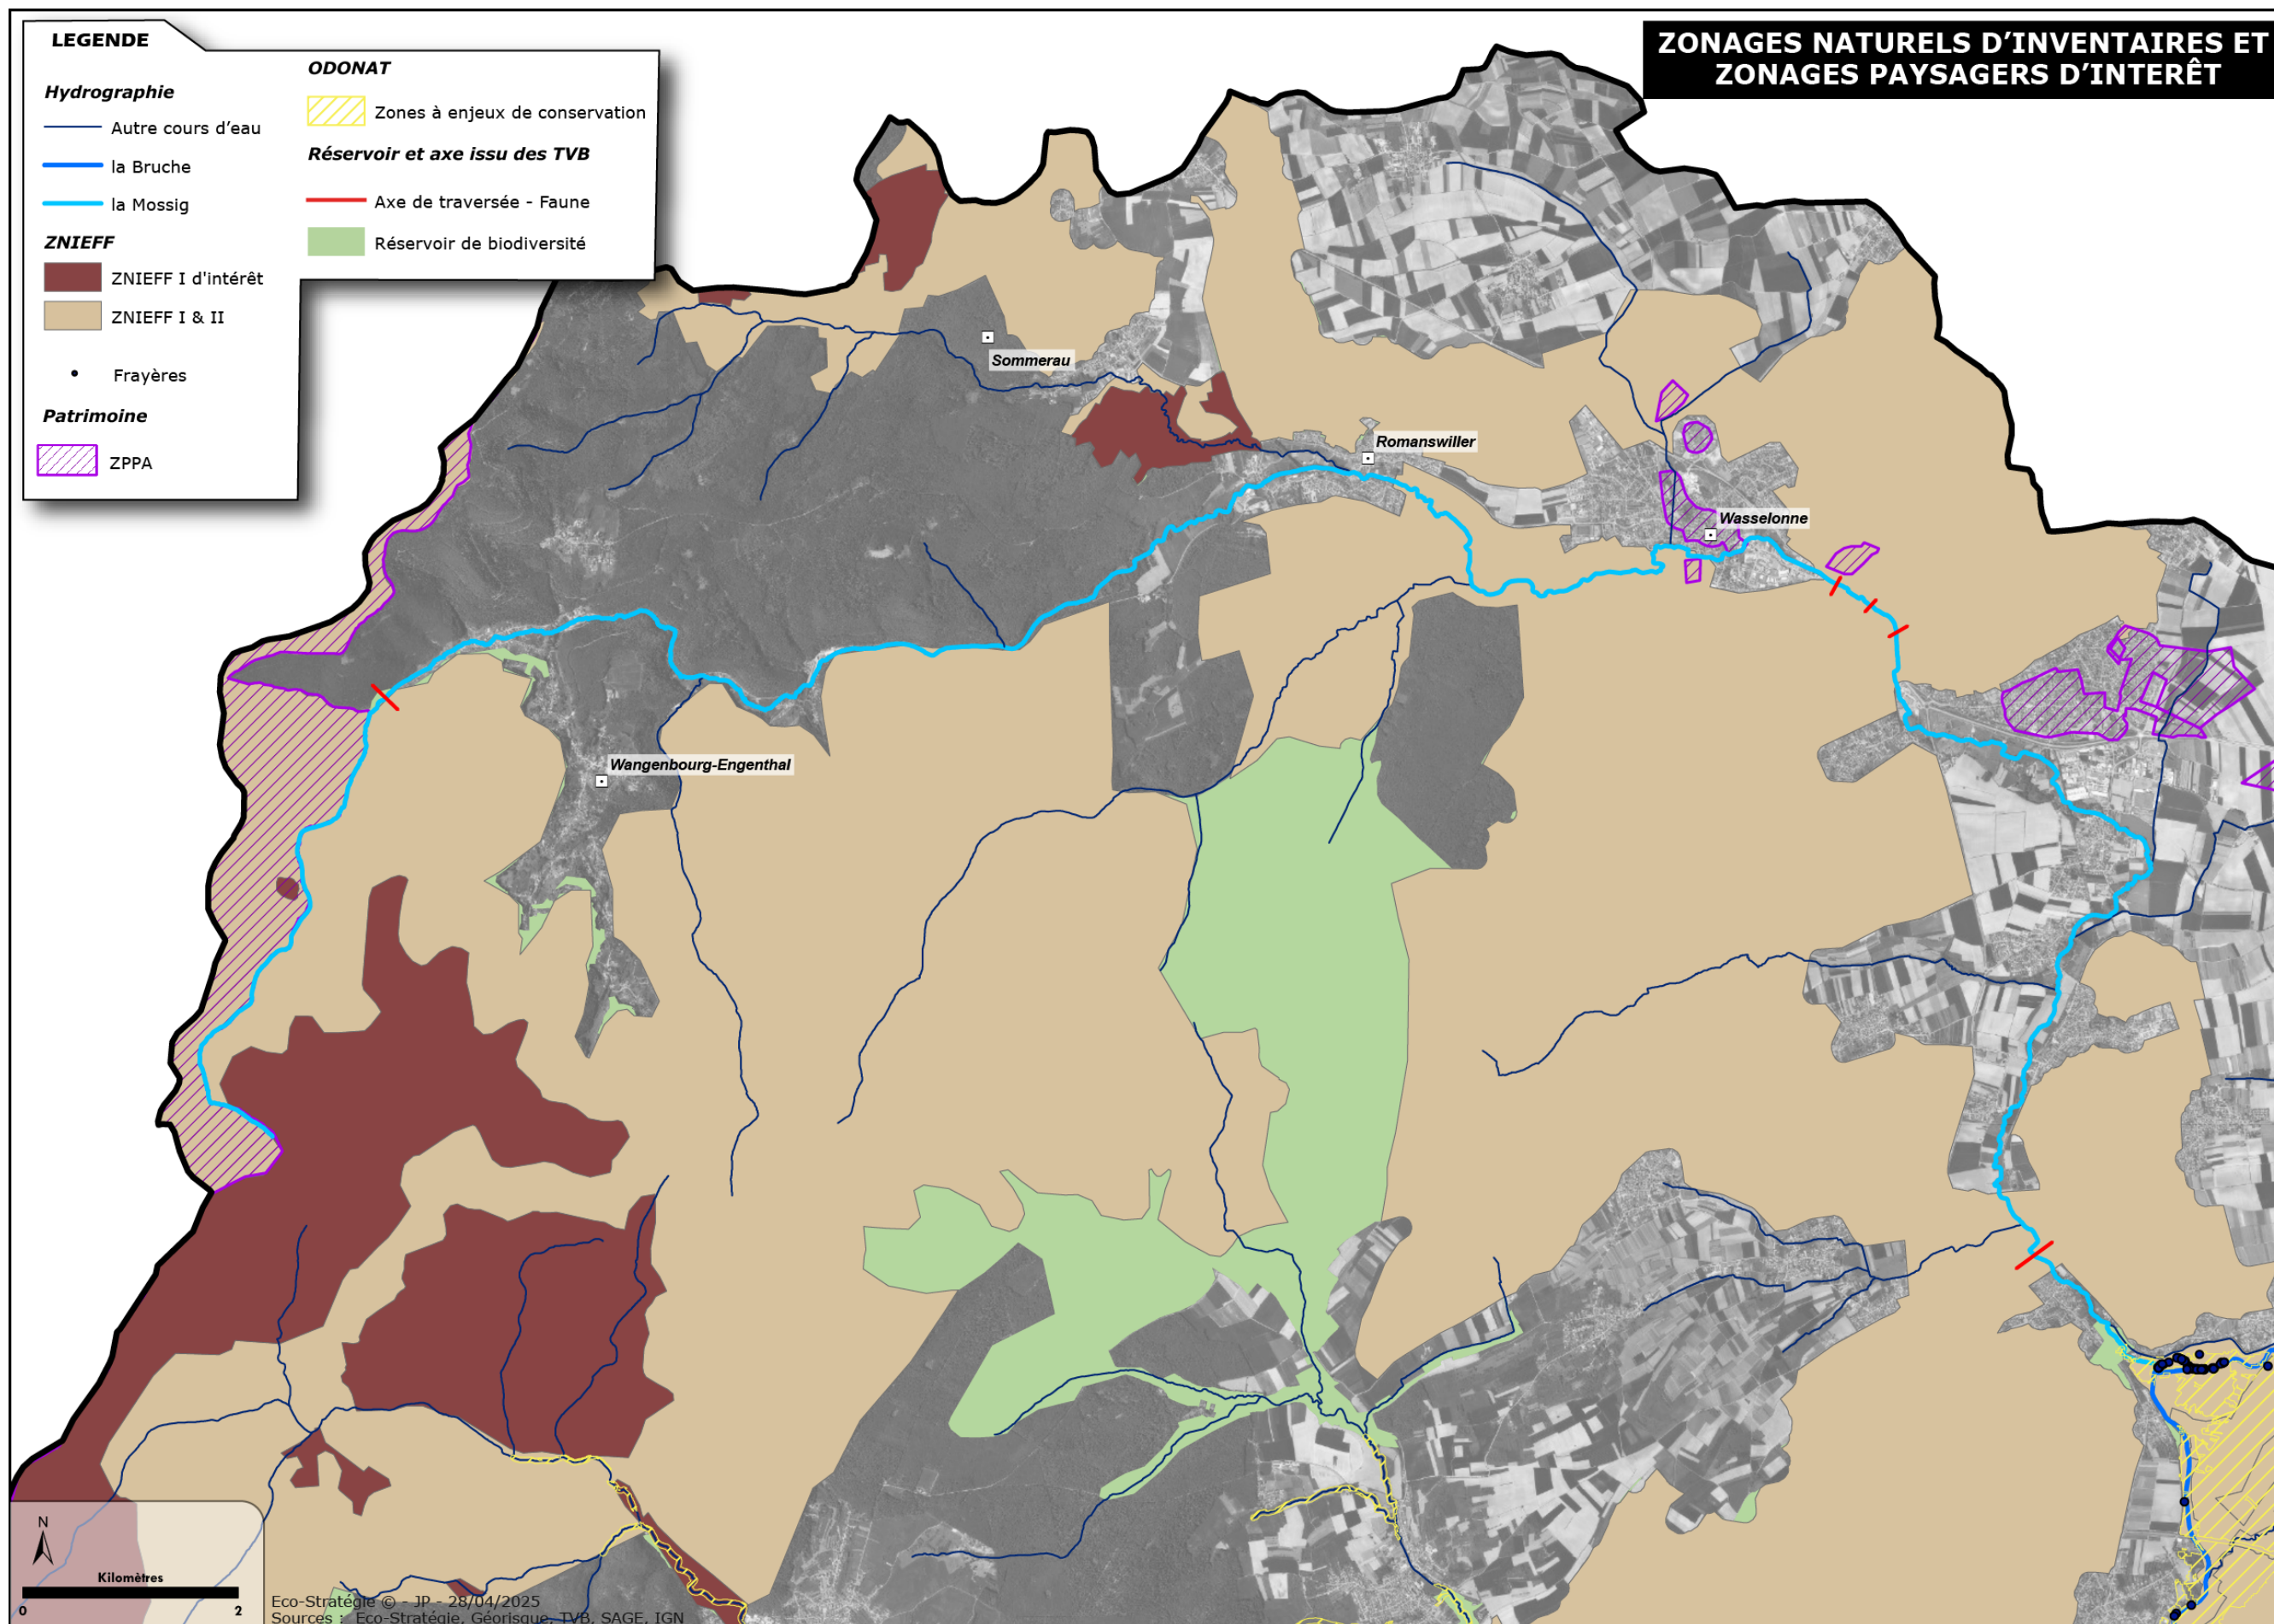 LEGENDE
Hydrographie
Autre cours d’eau
la Bruche
la Mossig
ZNIEFF
ZNIEFF I d'intérêt
ZNIEFF I & II
Frayères
Patrimoine
ZPPA
ODONAT
Zones à enjeux de conservation
Réservoir et axe issu des TVB
Axe de traversée - Faune
Réservoir de biodiversité
ZONAGES NATURELS D’INVENTAIRES ET
ZONAGES PAYSAGERS D’INTERÊT
Sommerau
Romanswiller
Wasselonne
Wangenbourg-Engenthal
N
Kilomètres
0 2
Eco-Stratégie © - JP - 28/04/2025
Sources : Eco-Stratégie, Géorisque, TVB, SAGE, IGN